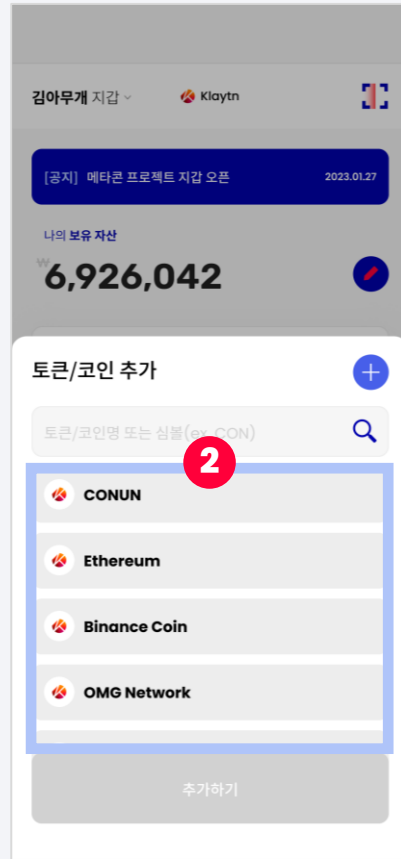 김아무개 지갑 Klaytn
[공지] 메타콘 프로젝트 지갑 오픈 2023.01.27
나의 보유 자산
₩6,926,042
토큰/코인 추가
토큰/코인명 또는 심볼(ex. CON)
2
CONUN
Ethereum
Binance Coin
OMG Network
추가하기